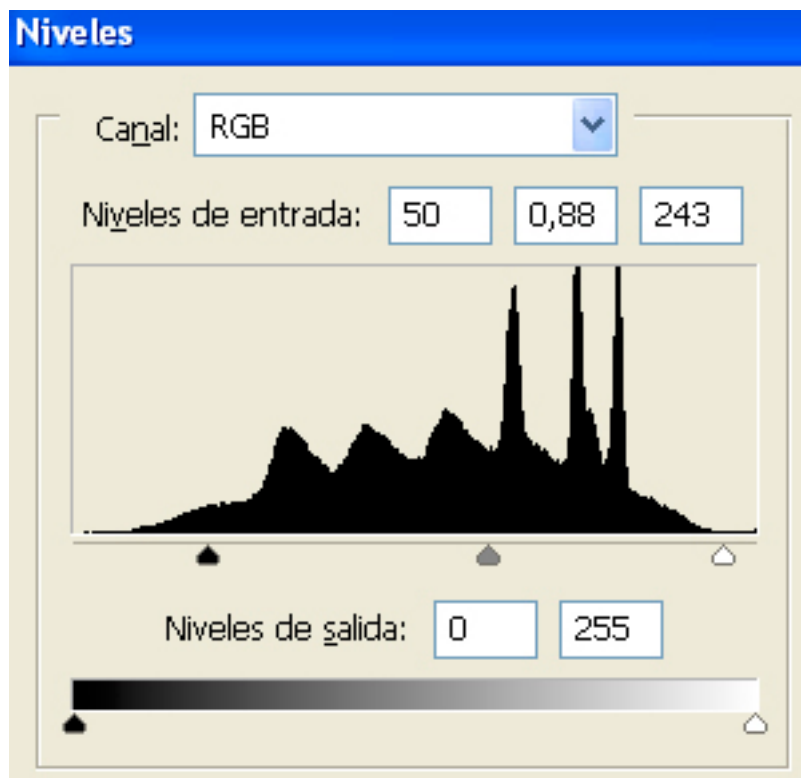 Niveles
Canal: RGB
Niveles de entrada: 50 0,88 243
Niveles de salida: 0 255